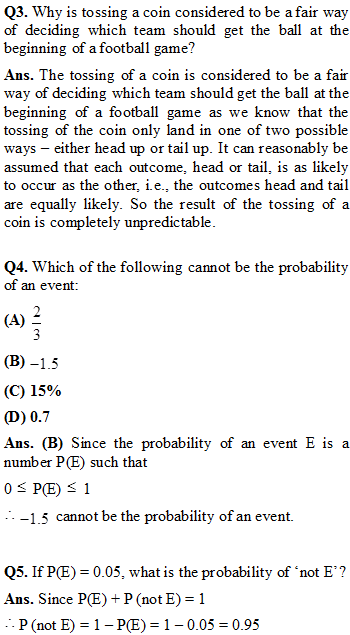 Q3. Why is tossing a coin considered to be a fair way
of deciding which team should get the ball at the
beginning of a football game?
Ans. The tossing of a coin is considered to be a fair
way of deciding which team should get the ball at the
beginning of a football game as we know that the
tossing of the coin only land in one of two possible
ways – either head up or tail up. It can reasonably be
assumed that each outcome, head or tail, is as likely
to occur as the other, i.e., the outcomes head and tail
are equally likely. So the result of the tossing of a
coin is completely unpredictable.
Q4. Which of the following cannot be the probability
of an event:
(A) 2/3
(B) –1.5
(C) 15%
(D) 0.7
Ans. (B) Since the probability of an event E is a
number P(E) such that
0 ≤ P(E) ≤ 1
∴ –1.5 cannot be the probability of an event.
Q5. If P(E) = 0.05, what is the probability of ‘not E’?
Ans. Since P(E) + P (not E) = 1
∴ P (not E) = 1 – P(E) = 1 – 0.05 = 0.95